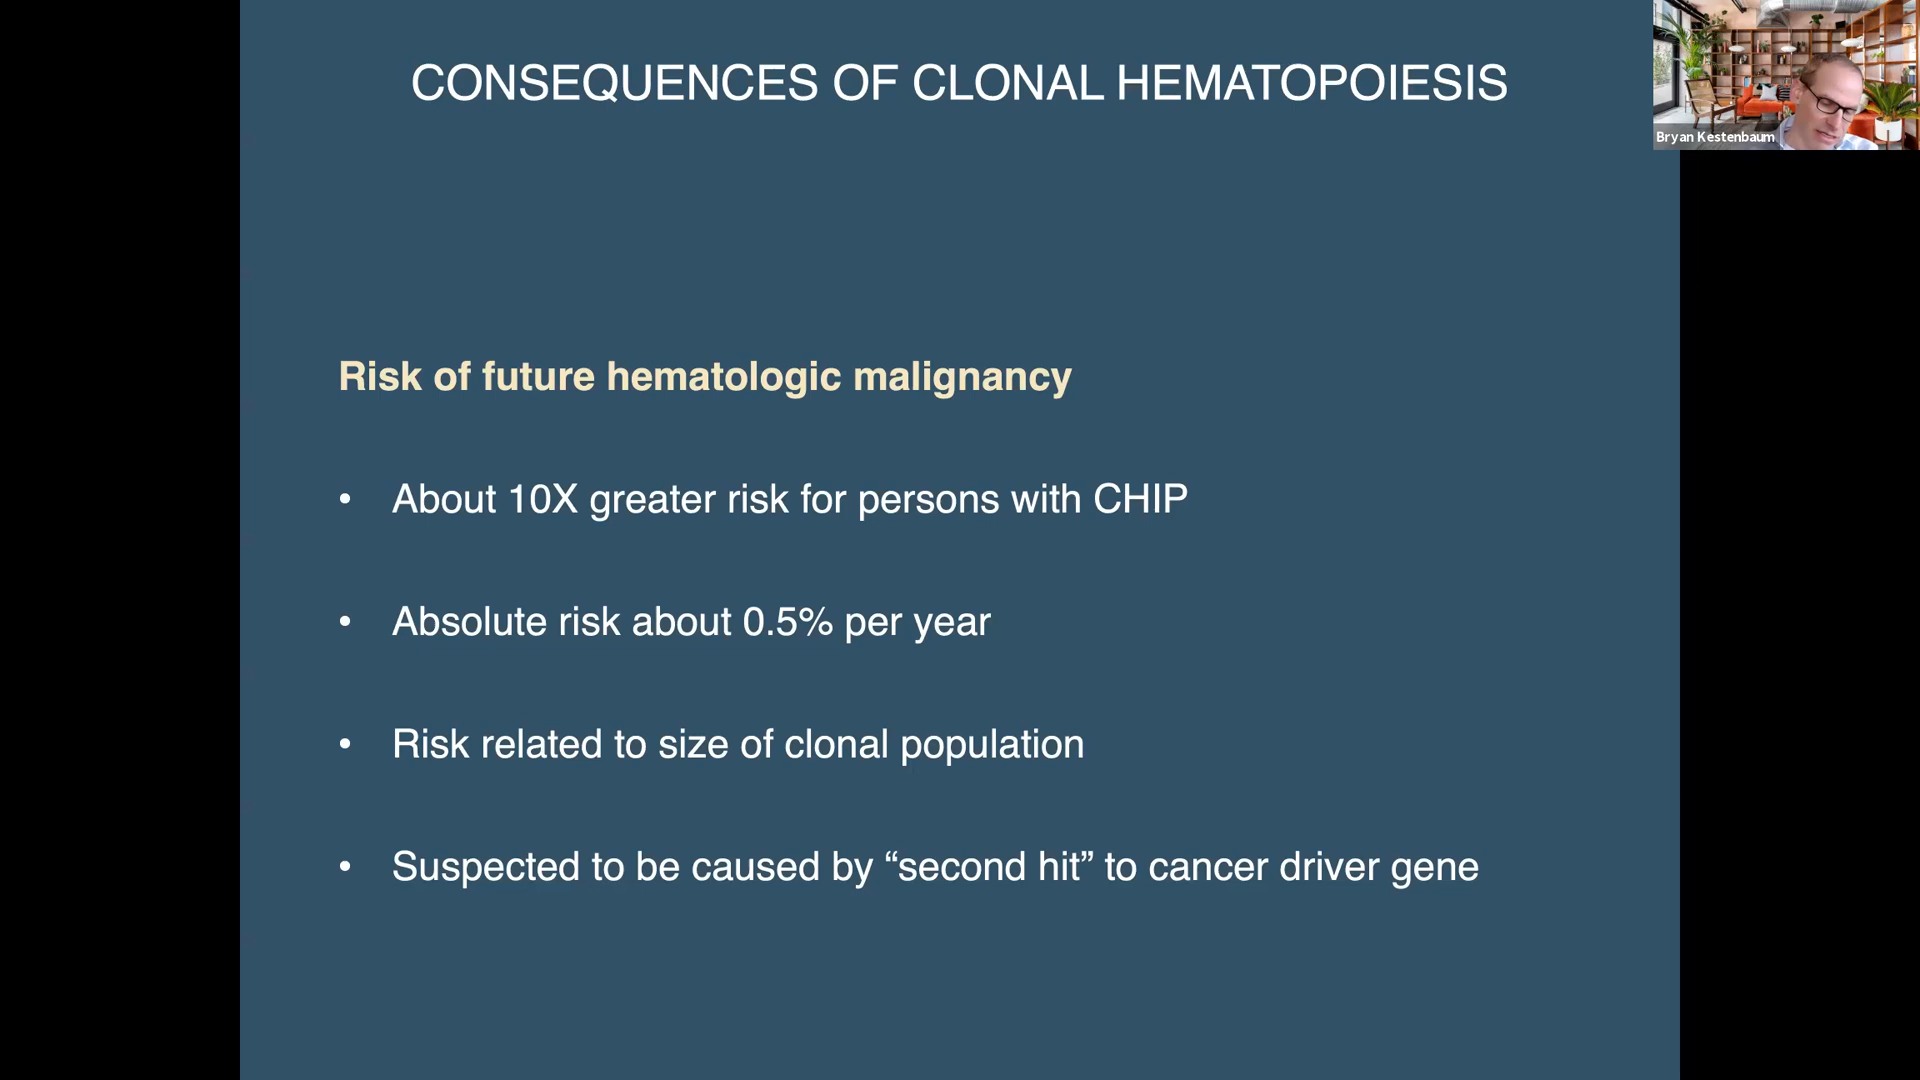 CONSEQUENCES OF CLONAL HEMATOPOIESIS
Bryan Kestenbaum
Risk of future hematologic malignancy
• About 10X greater risk for persons with CHIP
• Absolute risk about 0.5% per year
• Risk related to size of clonal population
• Suspected to be caused by “second hit” to cancer driver gene